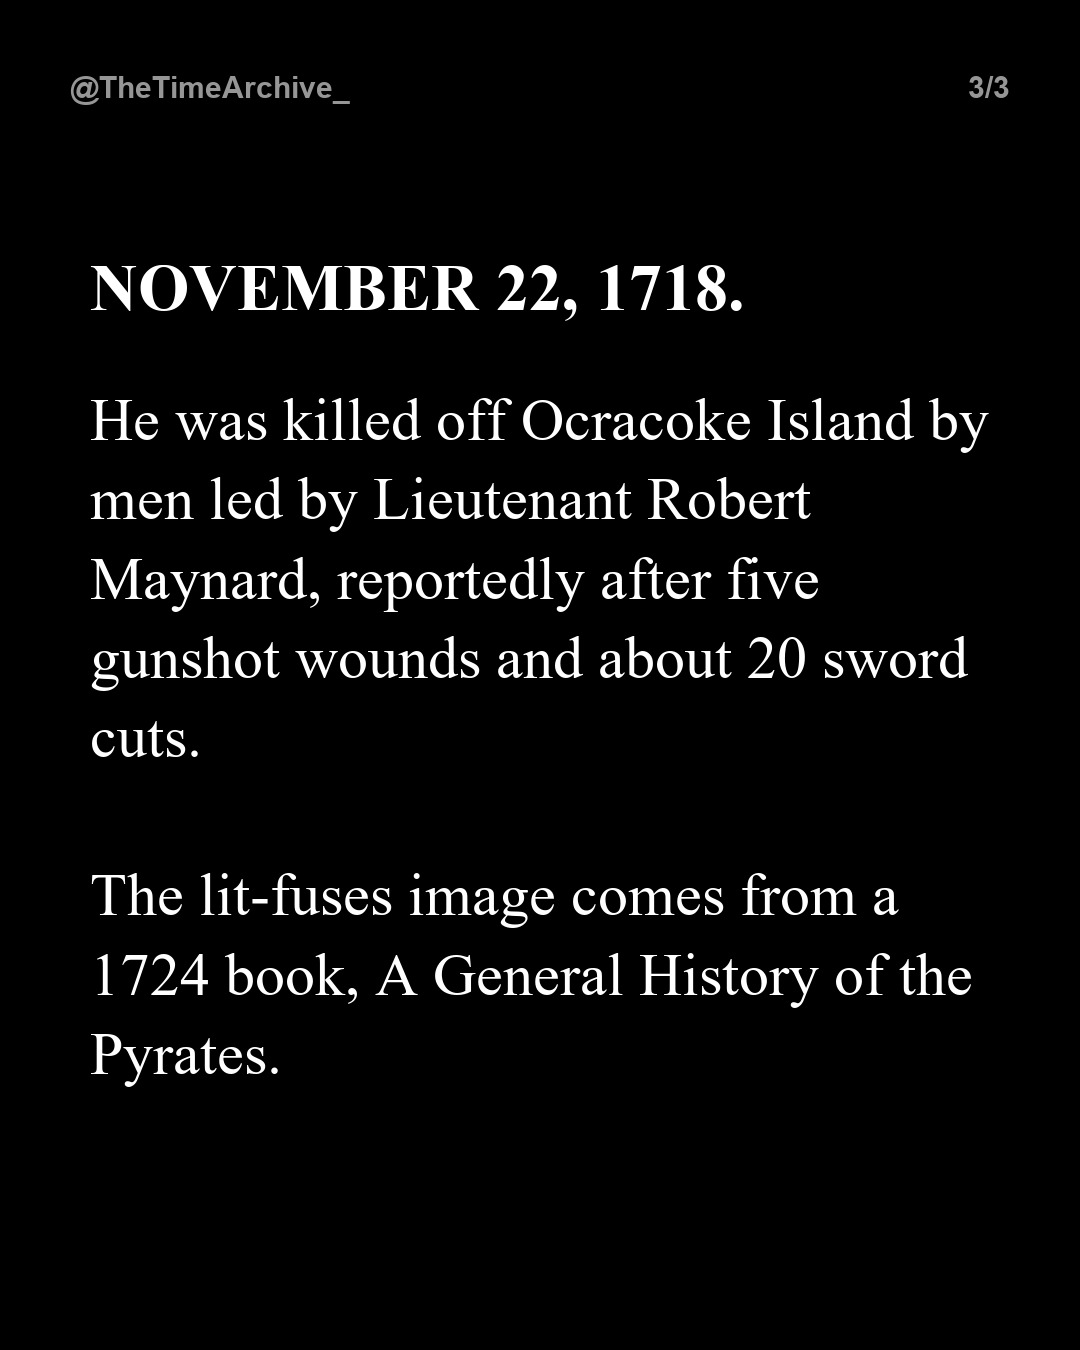 @TheTimeArchive_
3/3
NOVEMBER 22, 1718.
He was killed off Ocracoke Island by
men led by Lieutenant Robert
Maynard, reportedly after five
gunshot wounds and about 20 sword
cuts.
The lit-fuses image comes from a
1724 book, A General History of the
Pyrates.